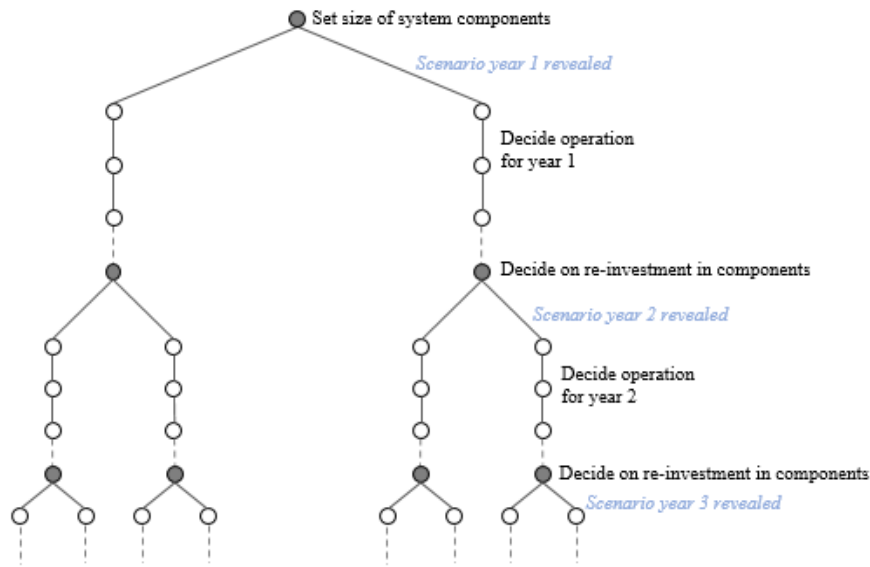 Set size of system components
Scenario year 1 revealed
Decide operation
for year 1
Decide on re-investment in components
Scenario year 2 revealed
Decide operation
for year 2
Decide on re-investment in components
Scenario year 3 revealed